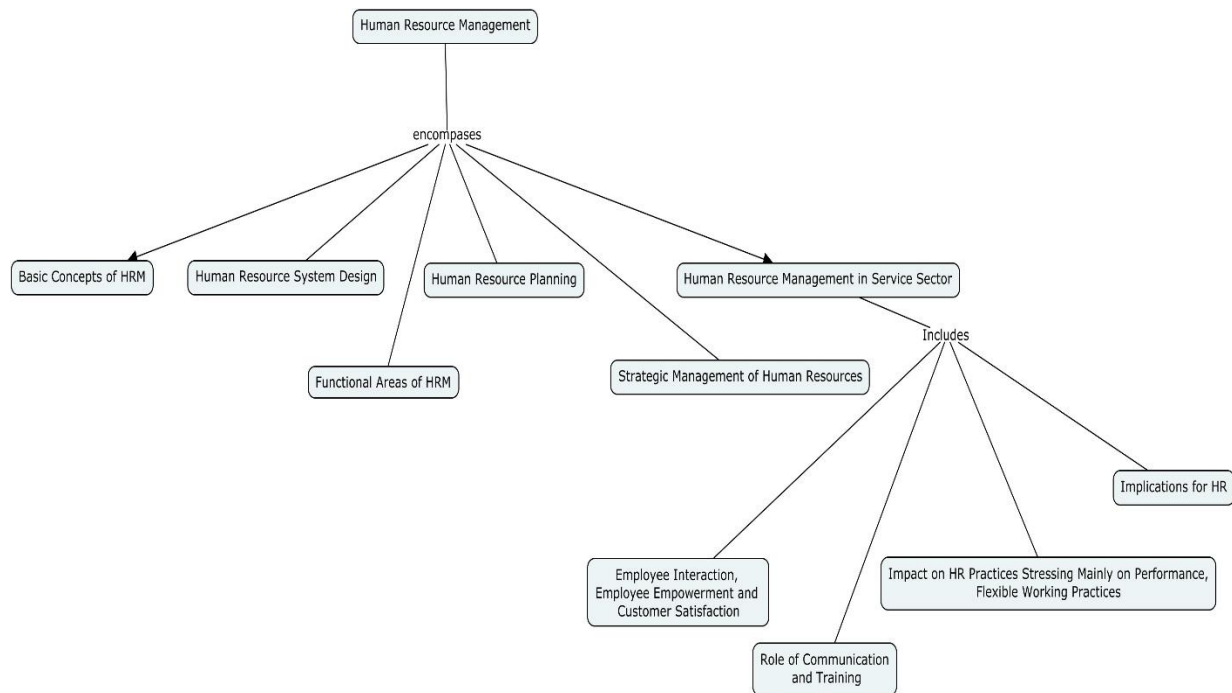 Human Resource Management
encompases
Basic Concepts of HRM
Human Resource System Design
Human Resource Planning
Human Resource Management in Service Sector
Functional Areas of HRM
Strategic Management of Human Resources
Includes
Implications for HR
Employee Interaction,
Employee Empowerment and
Customer Satisfaction
Impact on HR Practices Stressing Mainly on Performance,
Flexible Working Practices
Role of Communication
and Training